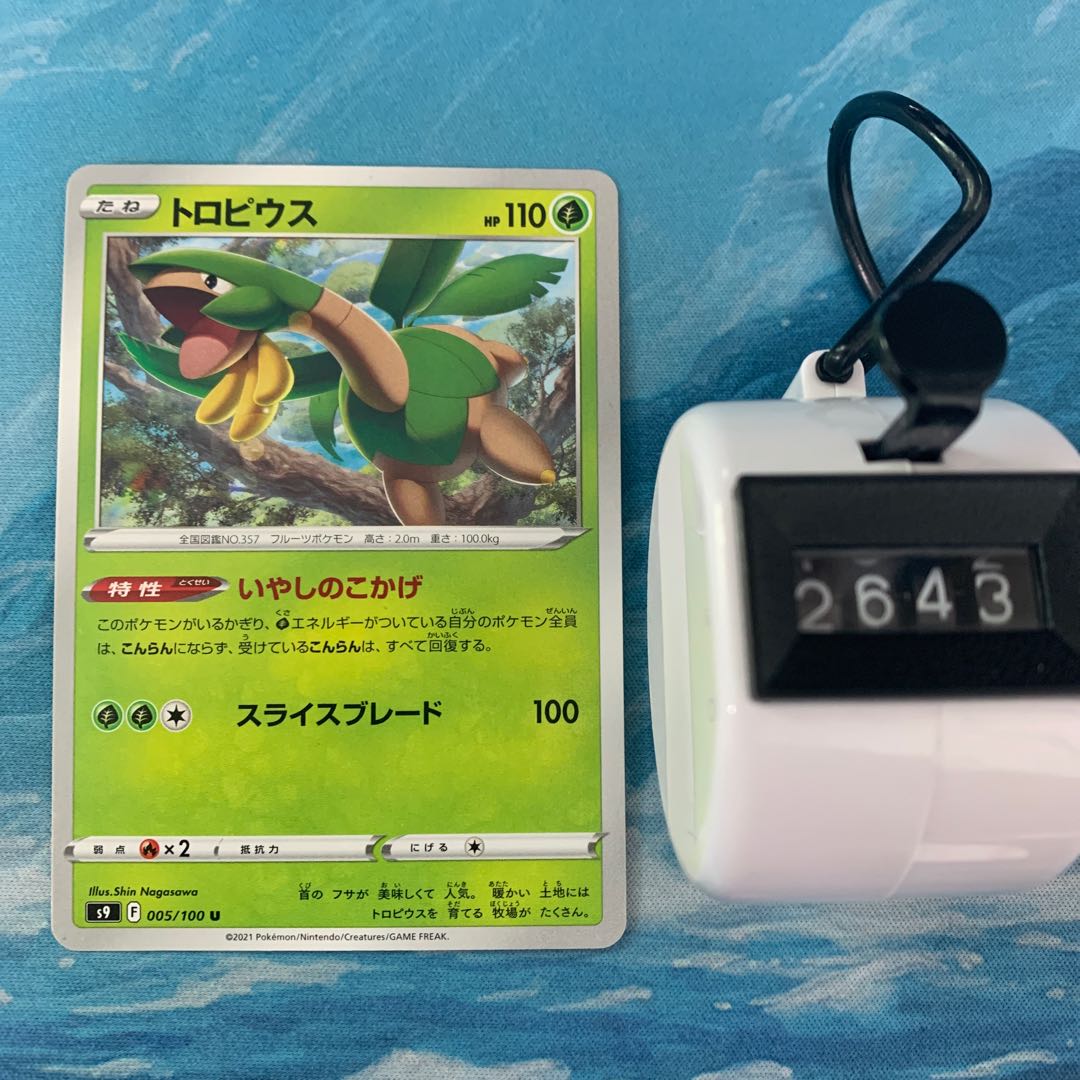 たね トロピウス HP 110
全国図鑑NO.357 フルーツポケモン 高さ:2.0m 重さ:100.0kg
特性 とくせい いやしのこかげ
このポケモンがいるかぎり、エネルギーがついている自分のポケモン全員
は、こんらんにならず、受けているこんらんは、すべて回復する。
スライスブレード 100
弱点 ×2 抵抗力 にげる
Illus.Shin Nagasawa
首の フサが 美味しくて 人気。 暖かい 土地には
トロピウスを 育てる 牧場が たくさん。
s9 F 005/100 U
©2021 Pokémon/Nintendo/Creatures/GAME FREAK.
2643